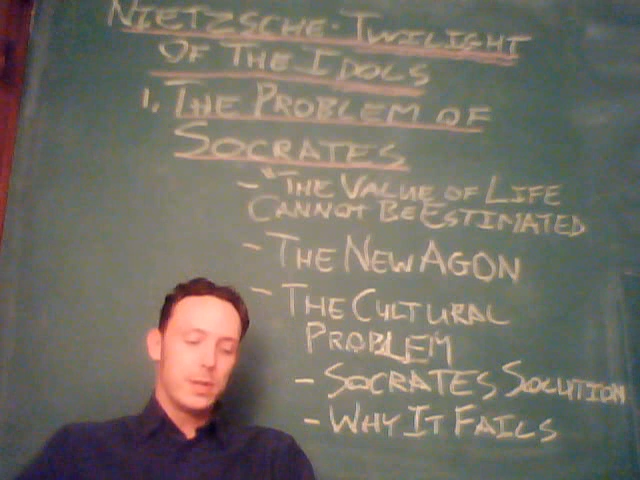 NIETZSCHE-TWILIGHT
OF THE IDOLS
1. THE PROBLEM OF
SOCRATES
- "THE VALUE OF LIFE
CANNOT BE ESTIMATED
- THE NEW AGON
- THE CULTURAL
PROBLEM
- SOCRATES SOLUTION
- WHY IT FAILS